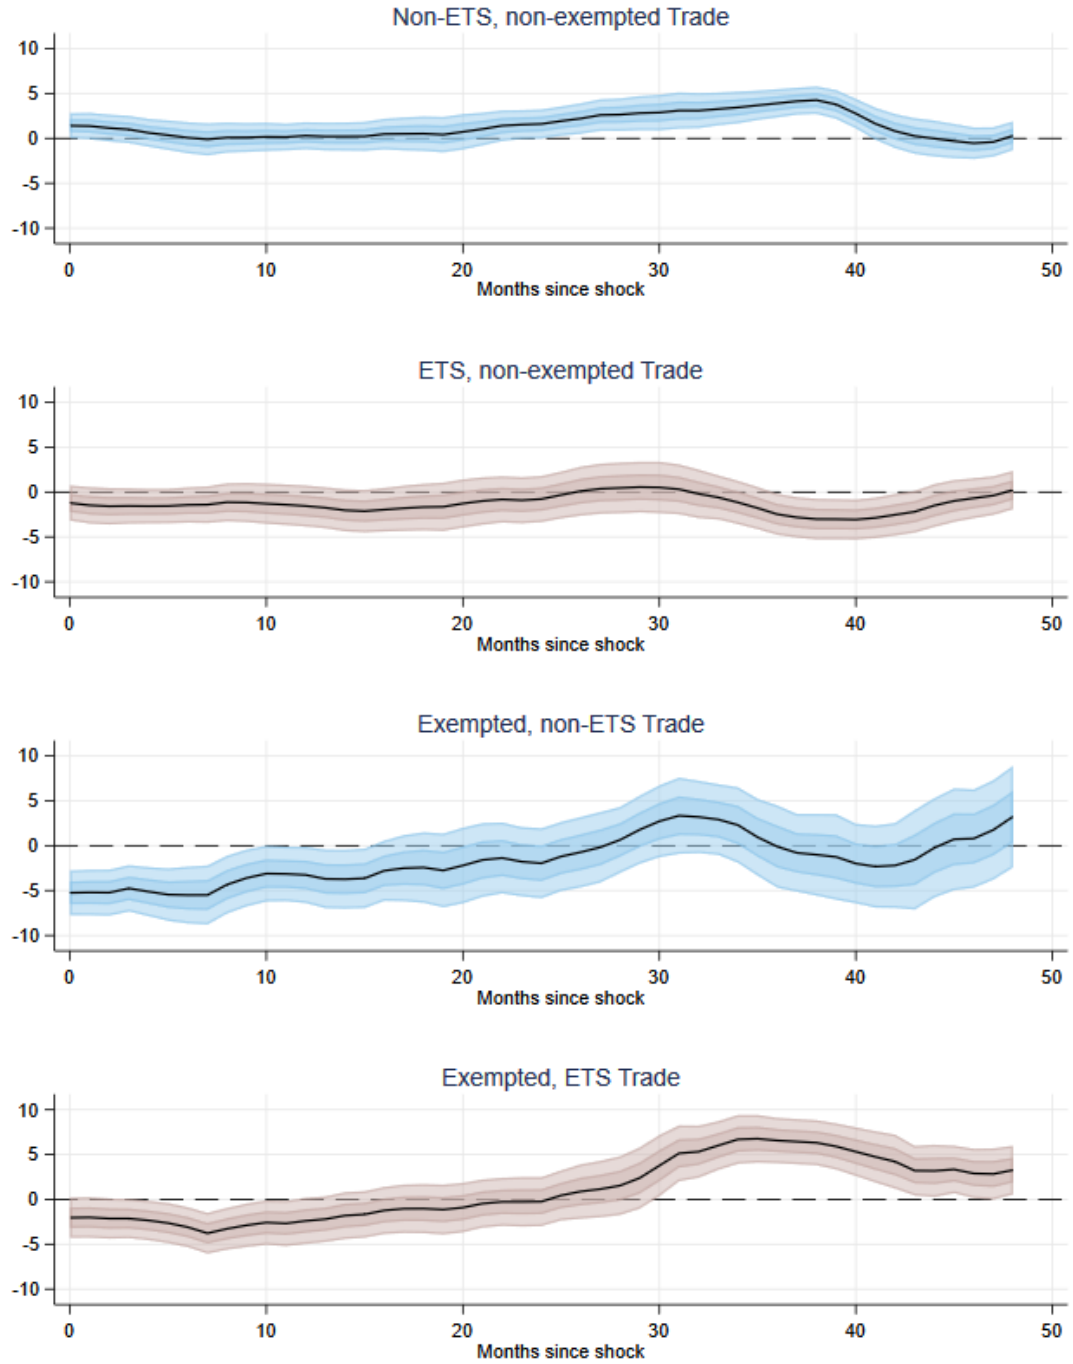 Non-ETS, non-exempted Trade
10
5
0
-5
-10
0 10 20 30 40 50
Months since shock
ETS, non-exempted Trade
10
5
0
-5
-10
0 10 20 30 40 50
Months since shock
Exempted, non-ETS Trade
10
5
0
-5
-10
0 10 20 30 40 50
Months since shock
Exempted, ETS Trade
10
5
0
-5
-10
0 10 20 30 40 50
Months since shock